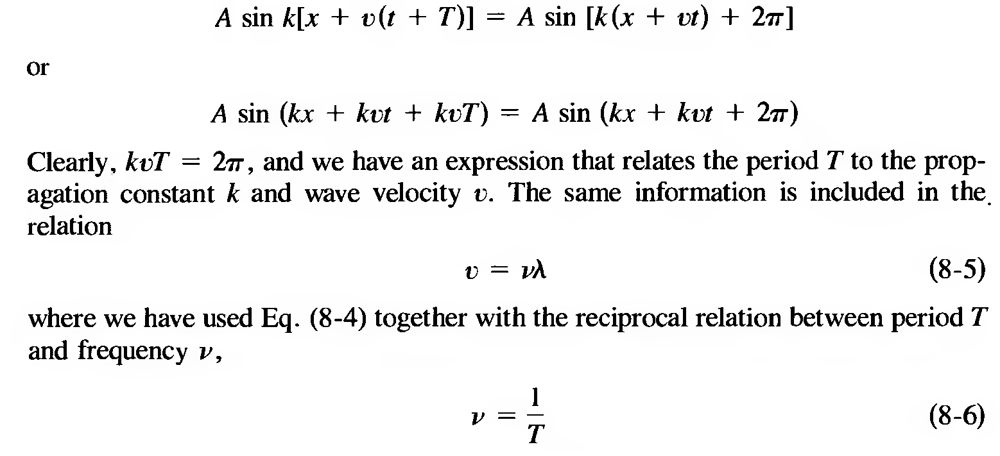 A sin k[x + v(t + T)] = A sin [k(x + vt) + 2π]
or
A sin (kx + kvt + kvT) = A sin (kx + kvt + 2π)
Clearly, kvT = 2π, and we have an expression that relates the period T to the prop-
agation constant k and wave velocity v. The same information is included in the.
relation
v = νλ (8-5)
where we have used Eq. (8-4) together with the reciprocal relation between period T
and frequency ν,
ν = 1/T (8-6)